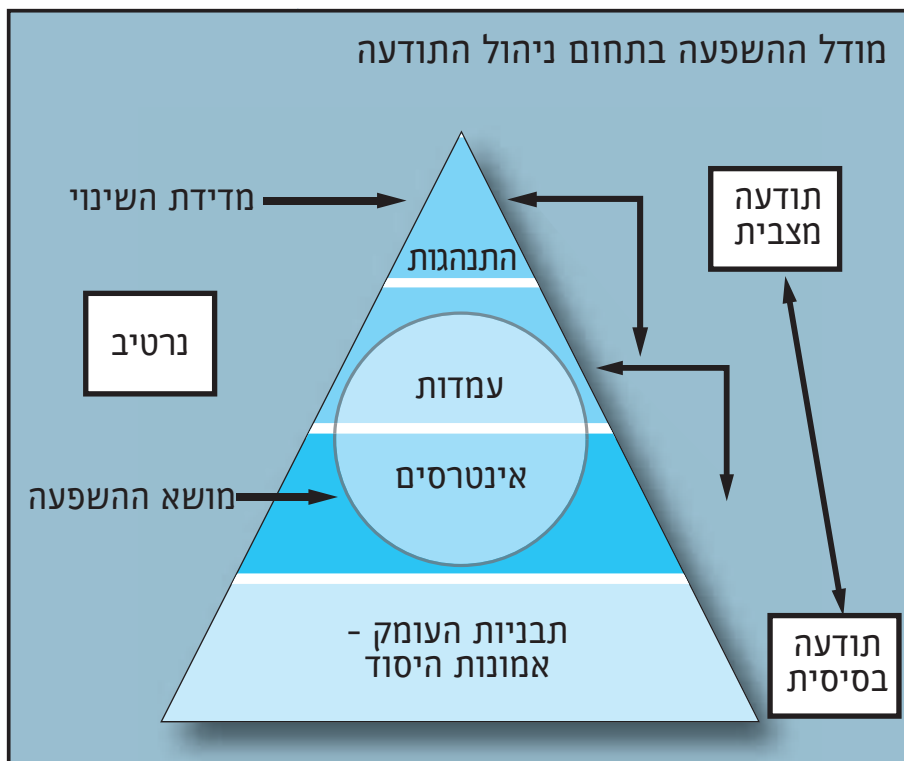 מודל ההשפעה בתחום ניהול התודעה
מדידת השינוי
תודעה
מצבית
התנהגות
נרטיב
עמדות
אינטרסים
מושא ההשפעה
תבניות העומק -
אמונות היסוד
תודעה
בסיסית